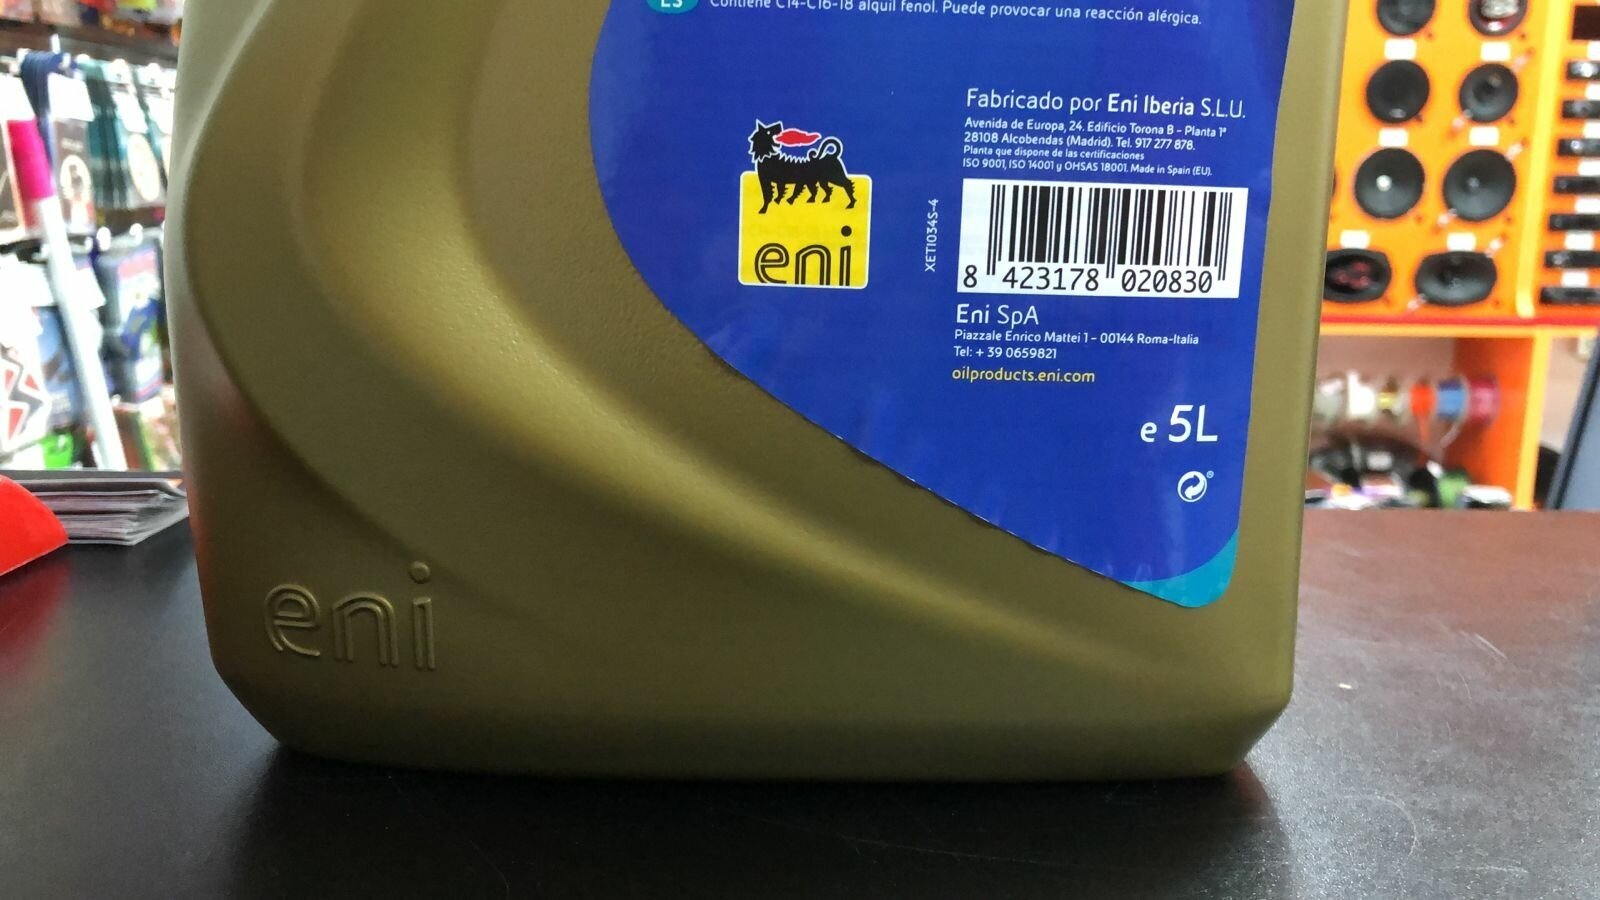 ES
Contiene C14-C16-18 alquil fenol. Puede provocar una reacción alérgica.
Fabricado por Eni Iberia S.L.U.
Avenida de Europa, 24. Edificio Torona B - Planta 1ª
28108 Alcobendas (Madrid). Tel. 917 277 878.
Planta que dispone de las certificaciones
ISO 9001, ISO 14001 y OHSAS 18001. Made in Spain (EU).
eni
XETI034S-4
8 423178 020830
Eni SpA
Piazzale Enrico Mattei 1 - 00144 Roma-Italia
Tel: + 39 0659821
oilproducts.eni.com
e 5L
eni